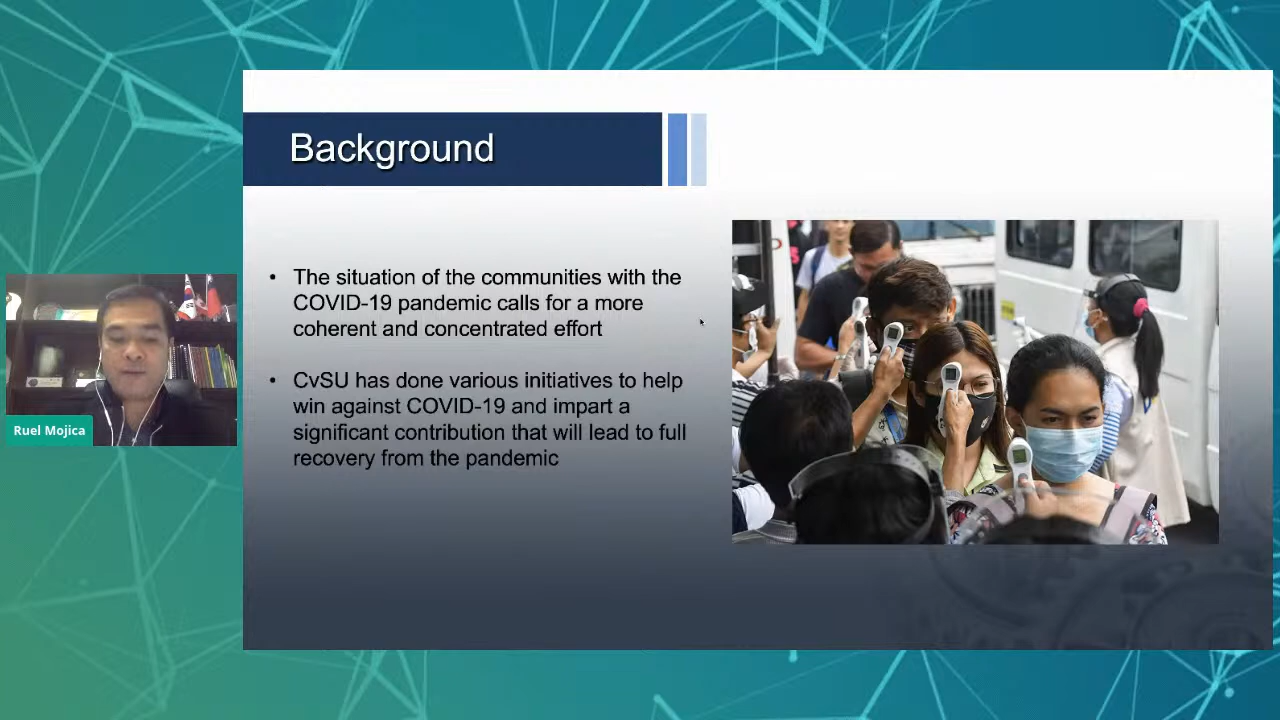 Background
• The situation of the communities with the
COVID-19 pandemic calls for a more
coherent and concentrated effort
• CvSU has done various initiatives to help
win against COVID-19 and impart a
significant contribution that will lead to full
recovery from the pandemic
Ruel Mojica